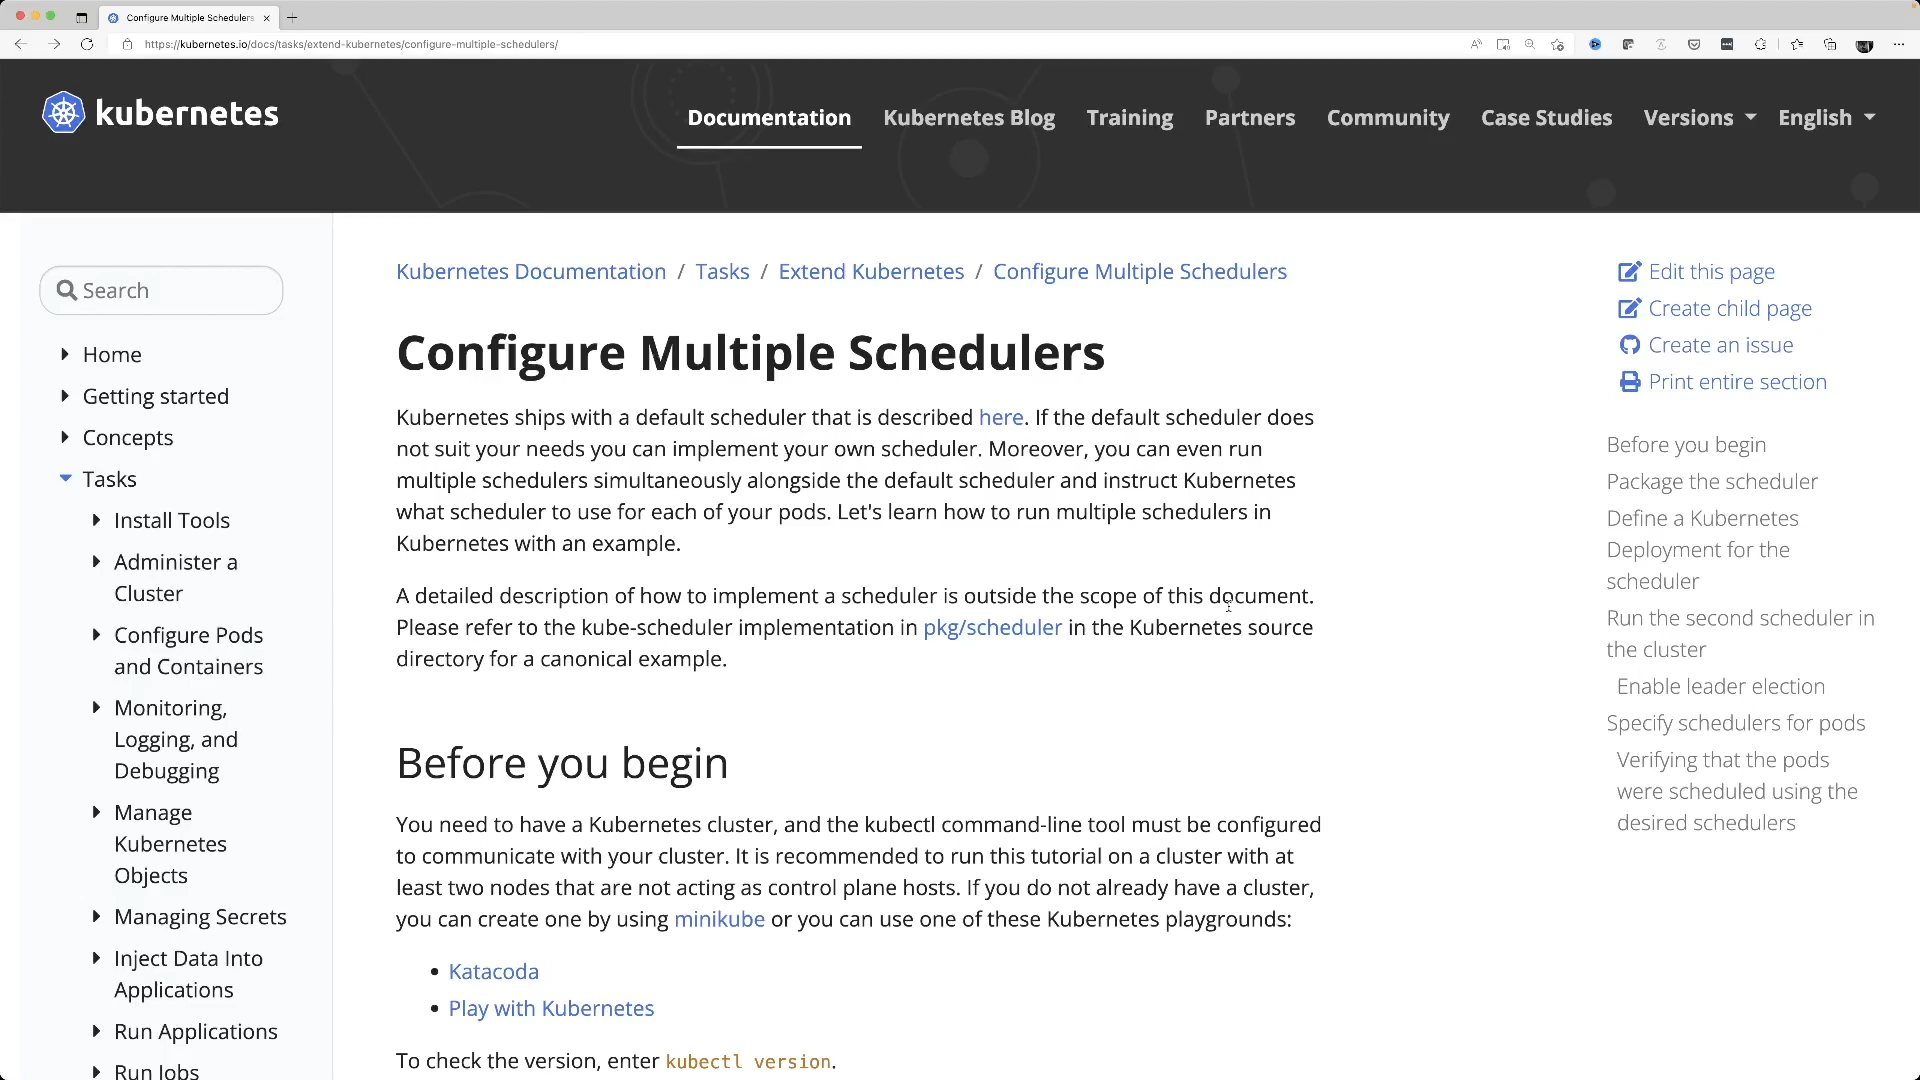 Configure Multiple Schedulers
https://kubernetes.io/docs/tasks/extend-kubernetes/configure-multiple-schedulers/
kubernetes
Documentation
Kubernetes Blog
Training
Partners
Community
Case Studies
Versions
English
Search
Home
Getting started
Concepts
Tasks
Install Tools
Administer a
Cluster
Configure Pods
and Containers
Monitoring,
Logging, and
Debugging
Manage
Kubernetes
Objects
Managing Secrets
Inject Data Into
Applications
Run Applications
Run Jobs
Kubernetes Documentation / Tasks / Extend Kubernetes / Configure Multiple Schedulers
Configure Multiple Schedulers
Kubernetes ships with a default scheduler that is described here. If the default scheduler does
not suit your needs you can implement your own scheduler. Moreover, you can even run
multiple schedulers simultaneously alongside the default scheduler and instruct Kubernetes
what scheduler to use for each of your pods. Let's learn how to run multiple schedulers in
Kubernetes with an example.
A detailed description of how to implement a scheduler is outside the scope of this document.
Please refer to the kube-scheduler implementation in pkg/scheduler in the Kubernetes source
directory for a canonical example.
Before you begin
You need to have a Kubernetes cluster, and the kubectl command-line tool must be configured
to communicate with your cluster. It is recommended to run this tutorial on a cluster with at
least two nodes that are not acting as control plane hosts. If you do not already have a cluster,
you can create one by using minikube or you can use one of these Kubernetes playgrounds:
Katacoda
Play with Kubernetes
To check the version, enter kubectl version.
Edit this page
Create child page
Create an issue
Print entire section
Before you begin
Package the scheduler
Define a Kubernetes
Deployment for the
scheduler
Run the second scheduler in
the cluster
Enable leader election
Specify schedulers for pods
Verifying that the pods
were scheduled using the
desired schedulers